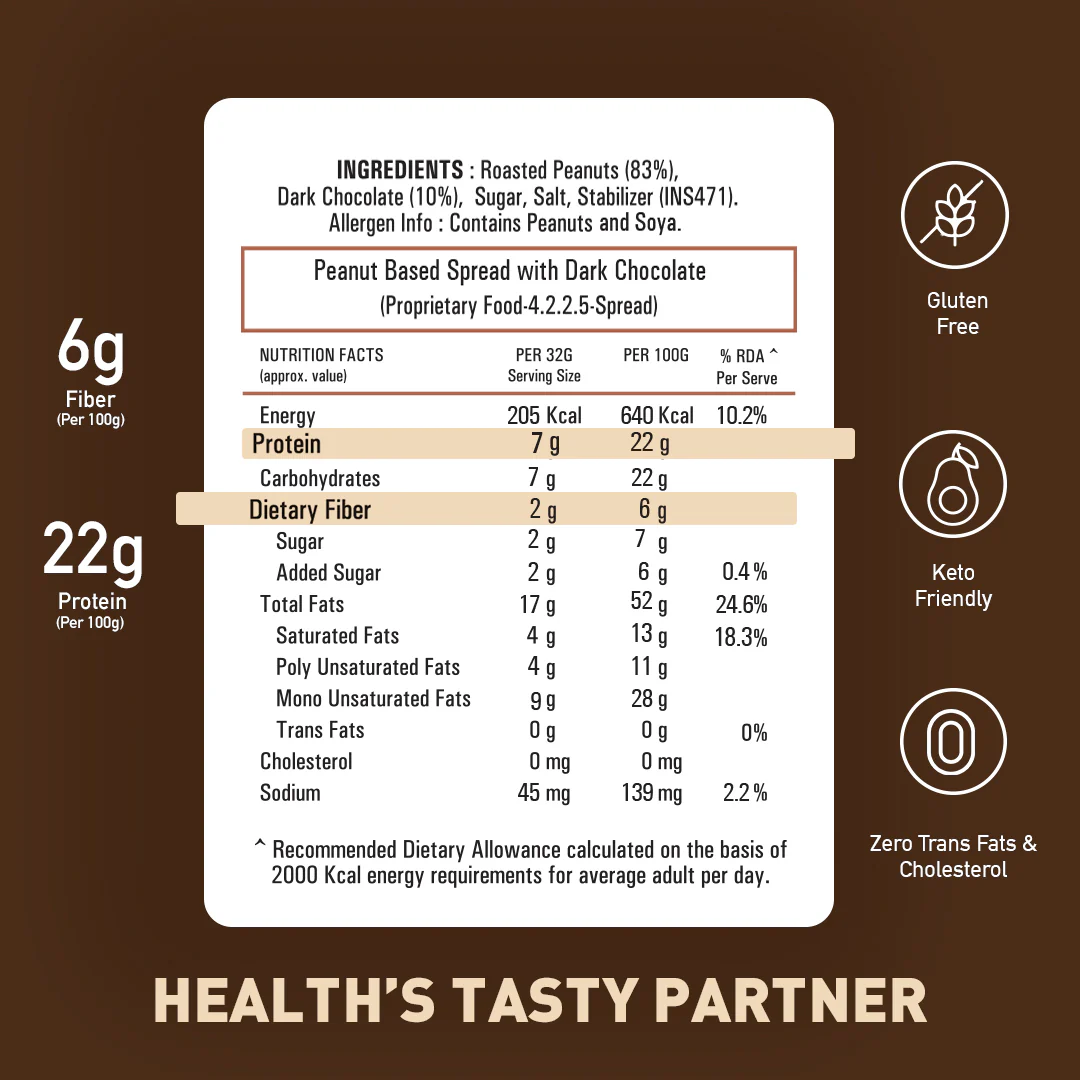 INGREDIENTS : Roasted Peanuts (83%),
Dark Chocolate (10%), Sugar, Salt, Stabilizer (INS471).
Allergen Info : Contains Peanuts and Soya.
Peanut Based Spread with Dark Chocolate
(Proprietary Food-4.2.2.5-Spread)
NUTRITION FACTS PER 32G PER 100G % RDA ^
(approx. value) Serving Size Per Serve
Energy 205 Kcal 640 Kcal 10.2%
Protein 7 g 22 g
Carbohydrates 7 g 22 g
Dietary Fiber 2 g 6 g
Sugar 2 g 7 g
Added Sugar 2 g 6 g 0.4%
Total Fats 17 g 52 g 24.6%
Saturated Fats 4 g 13 g 18.3%
Poly Unsaturated Fats 4 g 11 g
Mono Unsaturated Fats 9 g 28 g
Trans Fats 0 g 0 g 0%
Cholesterol 0 mg 0 mg
Sodium 45 mg 139 mg 2.2%
^ Recommended Dietary Allowance calculated on the basis of
2000 Kcal energy requirements for average adult per day.
6g
Fiber
(Per 100g)
22g
Protein
(Per 100g)
Gluten
Free
Keto
Friendly
Zero Trans Fats &
Cholesterol
HEALTH'S TASTY PARTNER